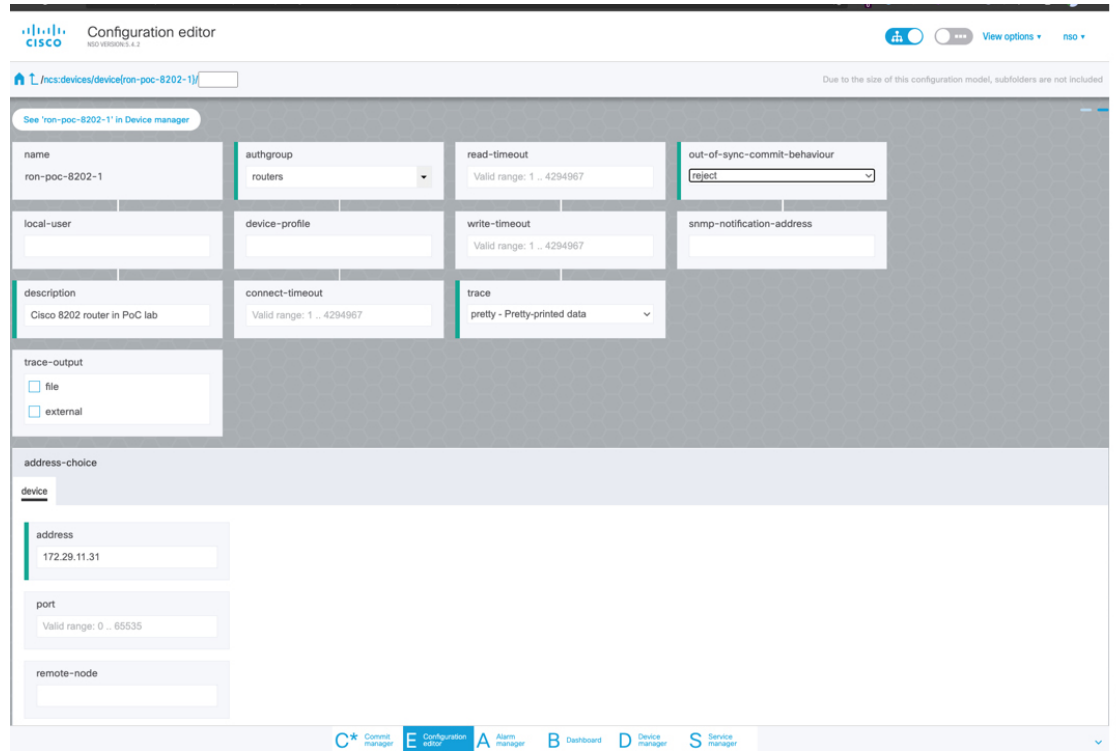 CISCO
Configuration editor
NSO VERSION 5.4.2
View options
nso
/ncs:devices/device{ron-poc-8202-1}/
Due to the size of this configuration model, subfolders are not included
See 'ron-poc-8202-1' in Device manager
name
ron-poc-8202-1
authgroup
routers
read-timeout
Valid range: 1 .. 4294967
out-of-sync-commit-behaviour
reject
local-user
device-profile
write-timeout
Valid range: 1 .. 4294967
snmp-notification-address
description
Cisco 8202 router in PoC lab
connect-timeout
Valid range: 1 .. 4294967
trace
pretty - Pretty-printed data
trace-output
file
external
address-choice
device
address
172.29.11.31
port
Valid range: 0 .. 65535
remote-node
C* Commit manager
E Configuration editor
A Alarm manager
B Dashboard
D Device manager
S Service manager